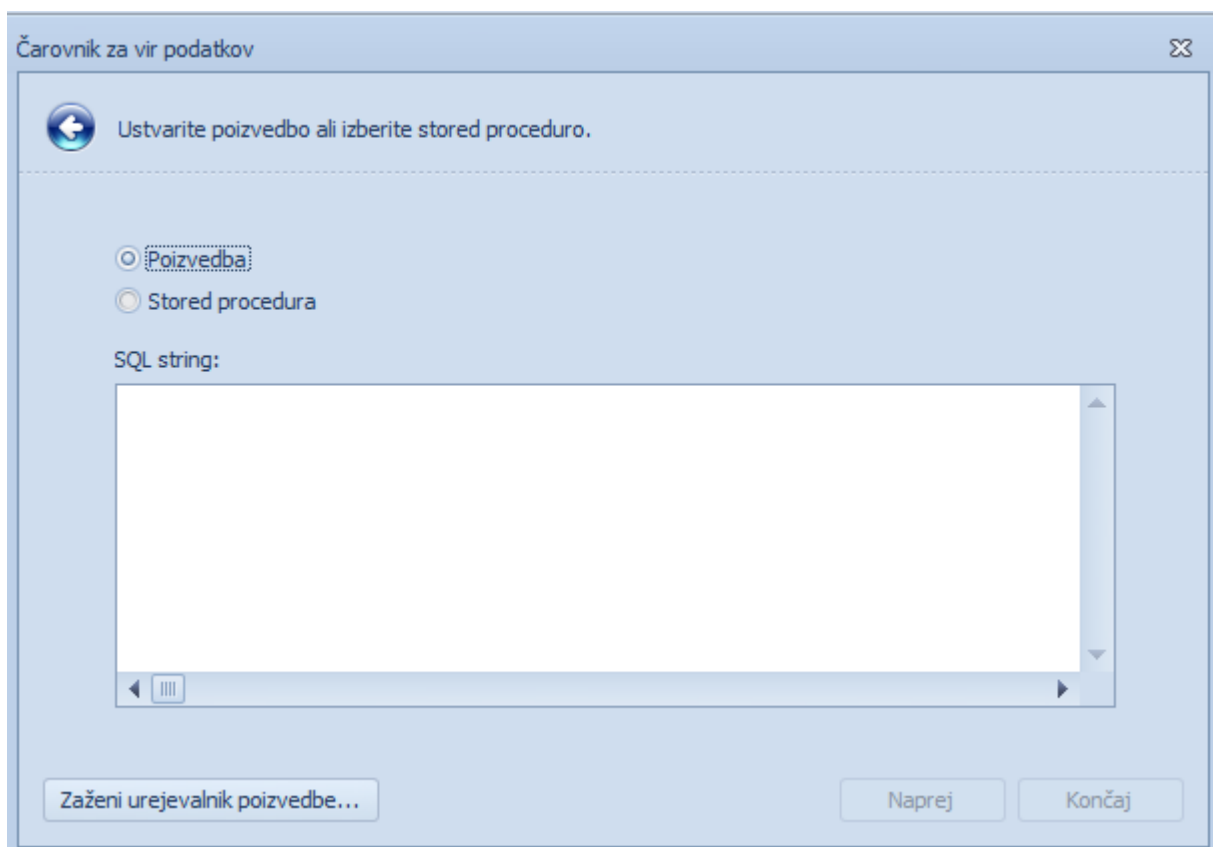 Čarovnik za vir podatkov
Ustvarite poizvedbo ali izberite stored proceduro.
Poizvedba
Stored procedura
SQL string:
Zaženi urejevalnik poizvedbe...
Naprej
Končaj